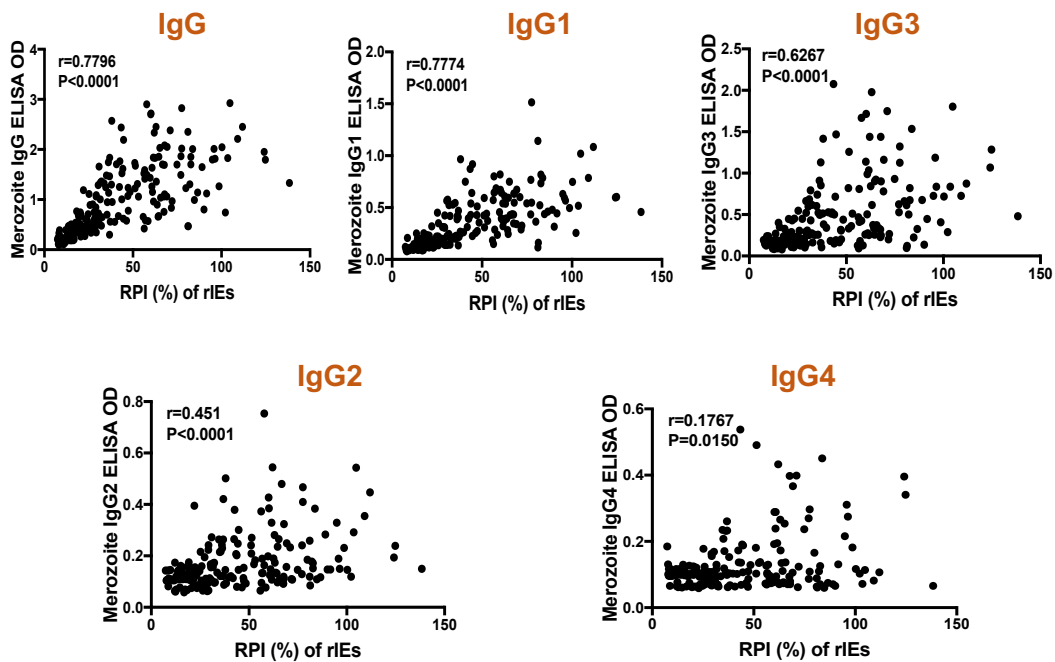 IgG
r=0.7796
P<0.0001
Merozoite IgG ELISA OD
4
3
2
1
0
0
50
100
150
RPI (%) of rIEs
IgG1
r=0.7774
P<0.0001
Merozoite IgG1 ELISA OD
2.0
1.5
1.0
0.5
0.0
0
50
100
150
RPI (%) of rIEs
IgG3
r=0.6267
P<0.0001
Merozoite IgG3 ELISA OD
2.5
2.0
1.5
1.0
0.5
0.0
0
50
100
150
RPI (%) of rIEs
IgG2
r=0.451
P<0.0001
Merozoite IgG2 ELISA OD
0.8
0.6
0.4
0.2
0.0
0
50
100
150
RPI (%) of rIEs
IgG4
r=0.1767
P=0.0150
Merozoite IgG4 ELISA OD
0.6
0.4
0.2
0.0
0
50
100
150
RPI (%) of rIEs